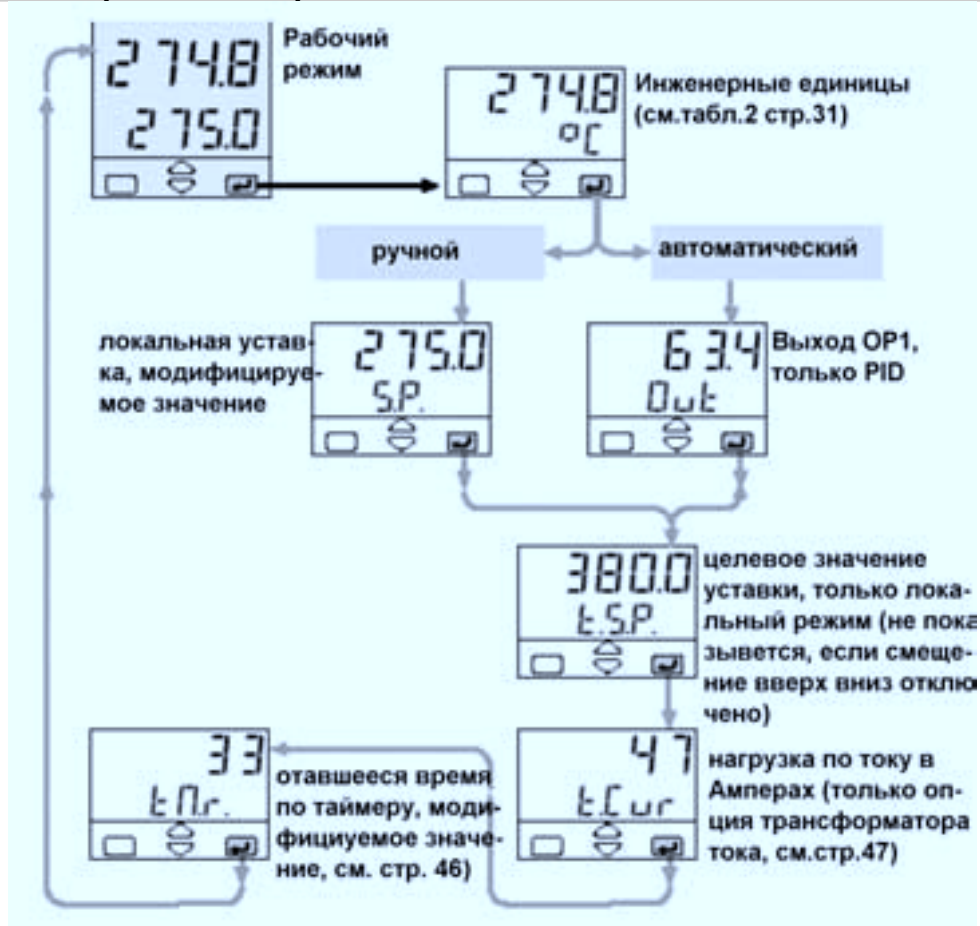 274.8
275.0
Рабочий
режим
274.8
°C
Инженерные единицы
(см.табл.2 стр.31)
ручной
автоматический
локальная устав-
ка, модифицируе-
мое значение
275.0
S.P.
63.4
Out
Выход OP1,
только PID
380.0
t.S.P.
целевое значение
уставки, только лока-
льный режим (не пока
зывется, если смеще-
ние вверх вниз отклю
чено)
33
t.П.r.
отавшееся время
по таймеру, моди-
фициуемое значе-
ние, см. стр. 46)
47
t.Cur
нагрузка по току в
Амперах (только оп-
ция трансформатора
тока, см.стр.47)